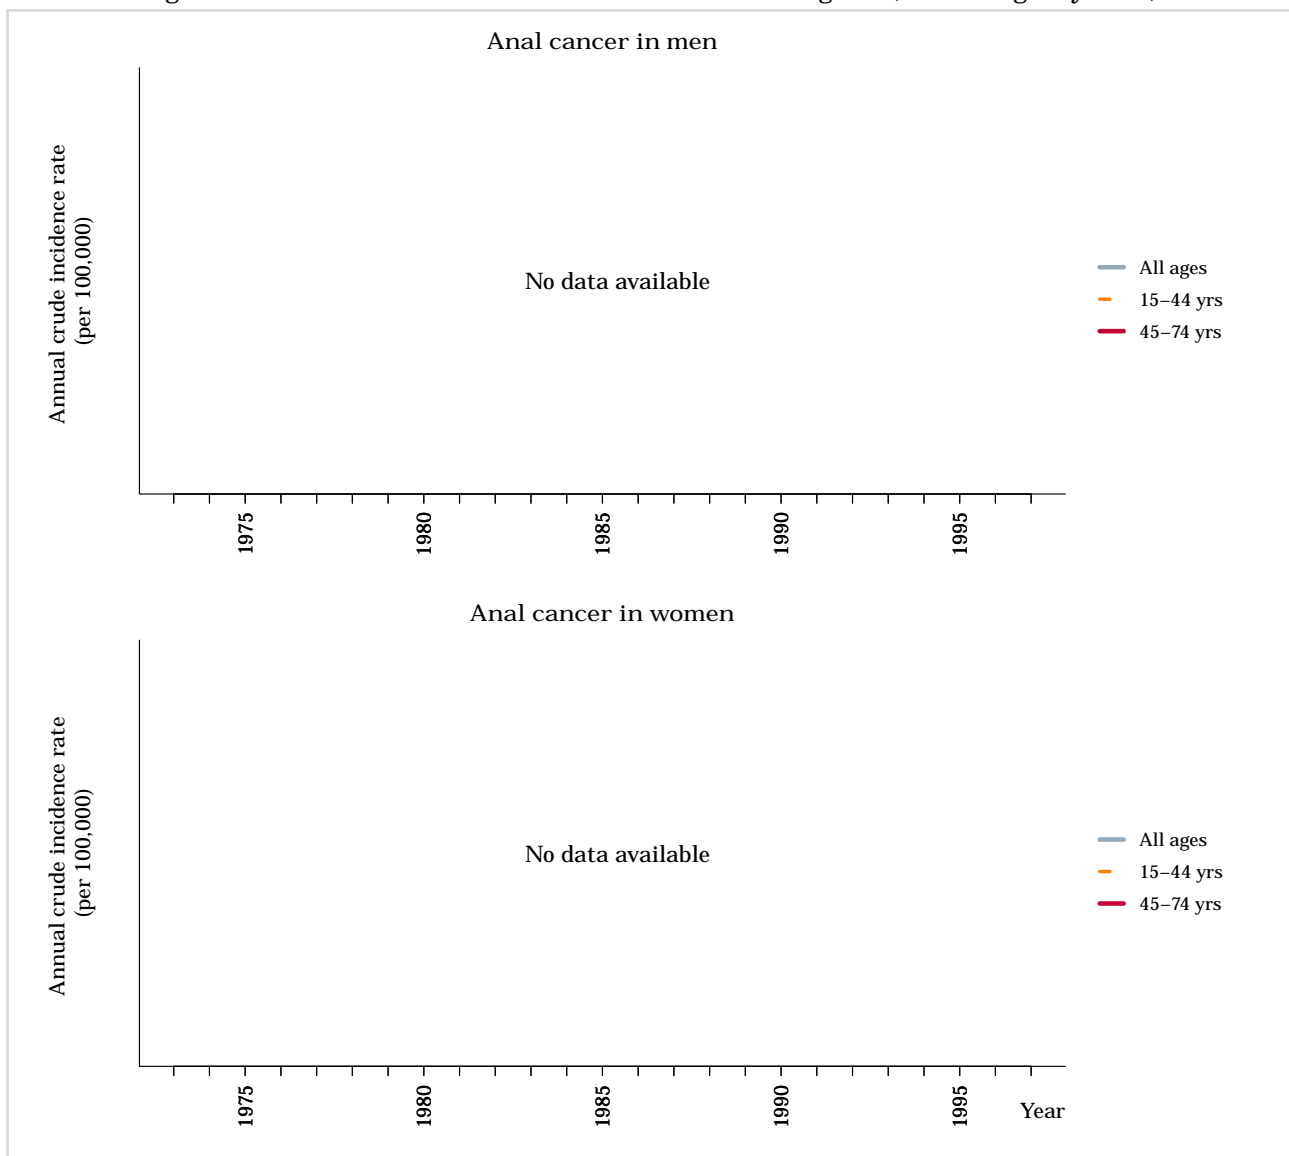 Anal cancer in men
Annual crude incidence rate
(per 100,000)
No data available
All ages
15–44 yrs
45–74 yrs
1975
1980
1985
1990
1995
Anal cancer in women
Annual crude incidence rate
(per 100,000)
No data available
All ages
15–44 yrs
45–74 yrs
1975
1980
1985
1990
1995
Year